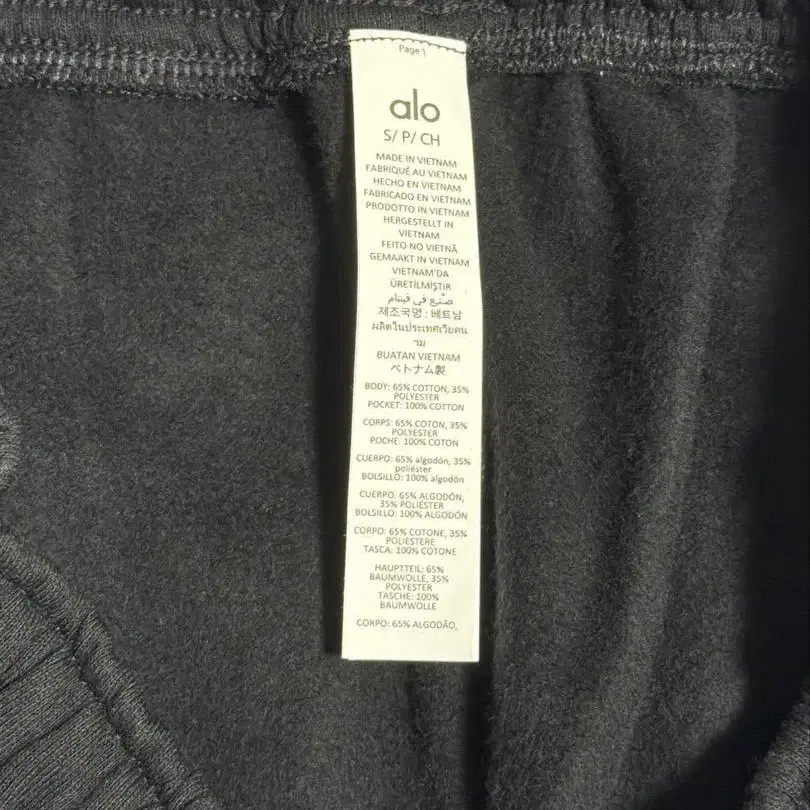 Page 1
alo
S/ P/ CH
MADE IN VIETNAM
FABRIQUÉ AU VIETNAM
HECHO EN VIETNAM
FABRICADO EN VIETNAM
PRODOTTO IN VIETNAM
HERGESTELLT IN
VIETNAM
FEITO NO VIETNÃ
GEMAAKT IN VIETNAM
VIETNAM'DA
ÜRETİLMİŞTİR
صنع في فيتنام
제조국명 : 베트남
ผลิตในประเทศเวียดน
าม
BUATAN VIETNAM
ベトナム製
BODY: 65% COTTON, 35%
POLYESTER
POCKET: 100% COTTON
CORPS: 65% COTON, 35%
POLYESTER
POCHE: 100% COTON
CUERPO: 65% algodón, 35%
poliéster
BOLSILLO: 100% algodón
CUERPO: 65% ALGODÓN,
35% POLIÉSTER
BOLSILLO: 100% ALGODÓN
CORPO: 65% COTONE, 35%
POLIESTERE
TASCA: 100% COTONE
HAUPTTEIL: 65%
BAUMWOLLE, 35%
POLYESTER
TASCHE: 100%
BAUMWOLLE
CORPO: 65% ALGODÃO,